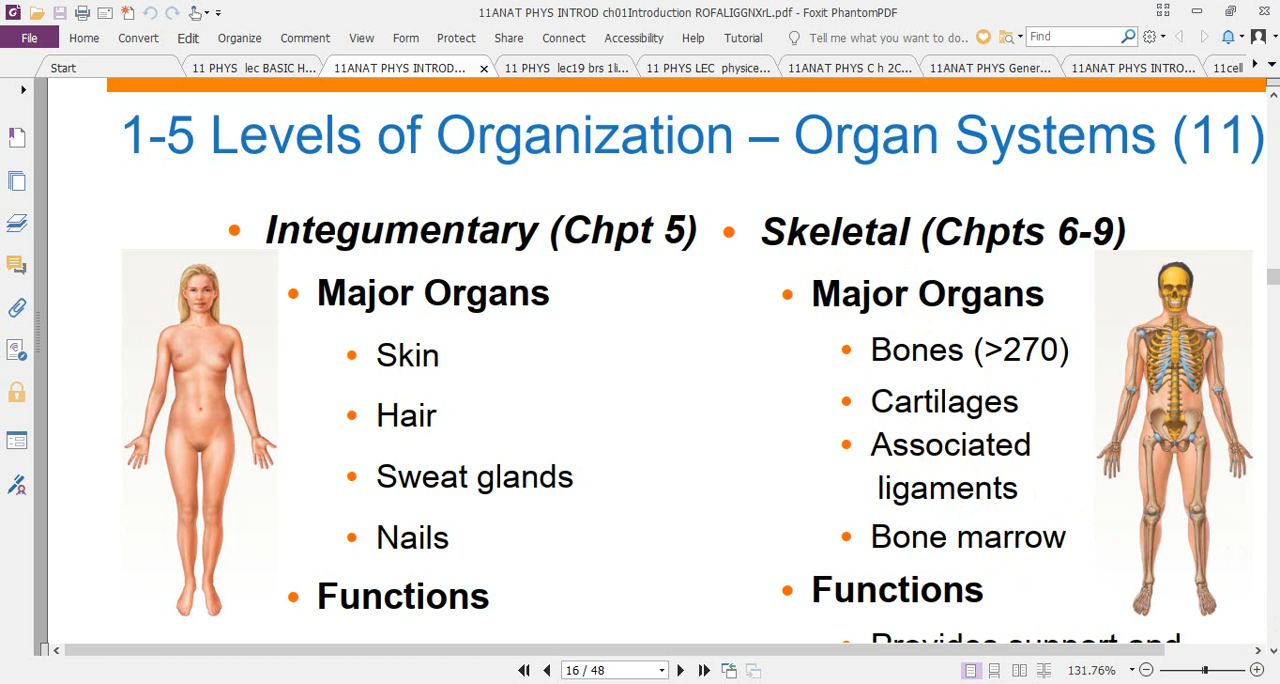 11ANAT PHYS INTROD ch01Introduction ROFALIGGNXrL.pdf - Foxit PhantomPDF
File Home Convert Edit Organize Comment View Form Protect Share Connect Accessibility Help Tutorial Tell me what you want to do.. Find
Start 11 PHYS lec BASIC H... 11ANAT PHYS INTROD... 11 PHYS lec19 brs 1li... 11 PHYS LEC physice... 11ANAT PHYS C h 2C... 11ANAT PHYS Gener... 11ANAT PHYS INTRO... 11cell
1-5 Levels of Organization – Organ Systems (11)
• Integumentary (Chpt 5)
• Major Organs
• Skin
• Hair
• Sweat glands
• Nails
• Functions
• Skeletal (Chpts 6-9)
• Major Organs
• Bones (>270)
• Cartilages
• Associated
ligaments
• Bone marrow
• Functions
• Provides support and
16 / 48
131.76%